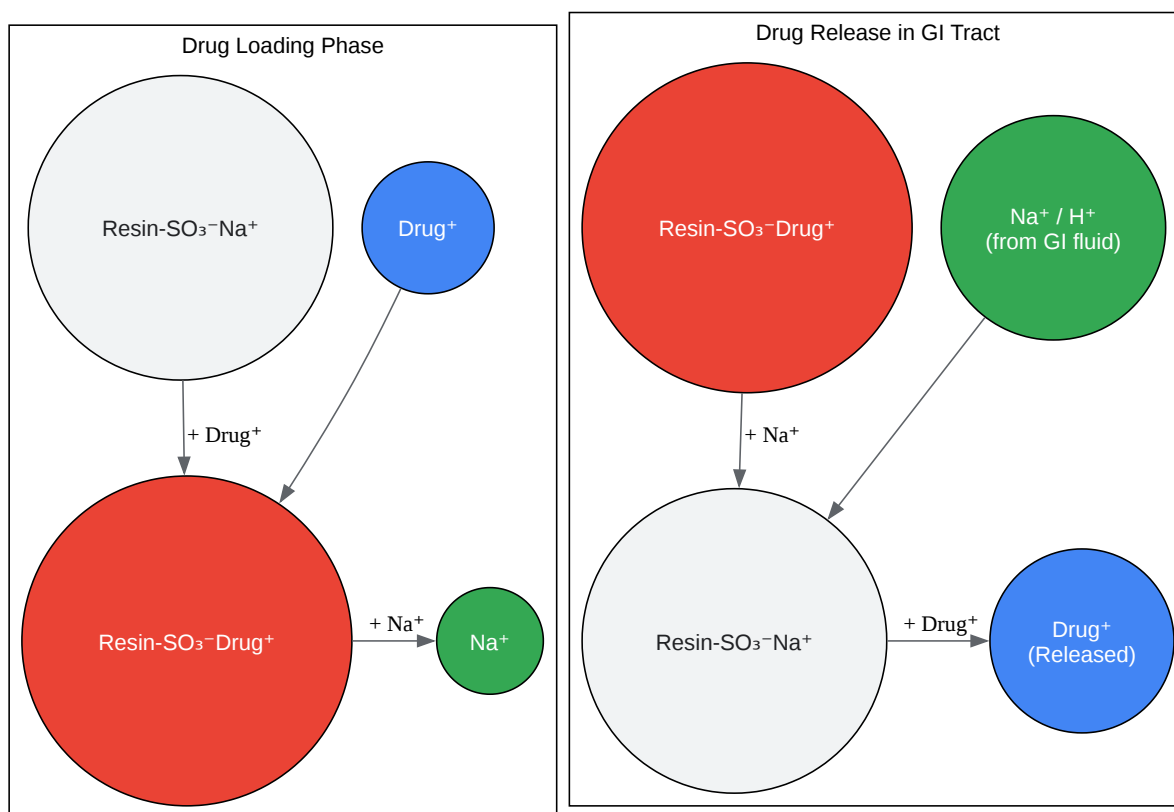 Drug Loading Phase
Resin-SO₃⁻Na⁺
Drug⁺
+ Drug⁺
Resin-SO₃⁻Drug⁺
+ Na⁺
Na⁺
Drug Release in GI Tract
Resin-SO₃⁻Drug⁺
Na⁺ / H⁺
(from GI fluid)
+ Na⁺
Resin-SO₃⁻Na⁺
+ Drug⁺
Drug⁺
(Released)